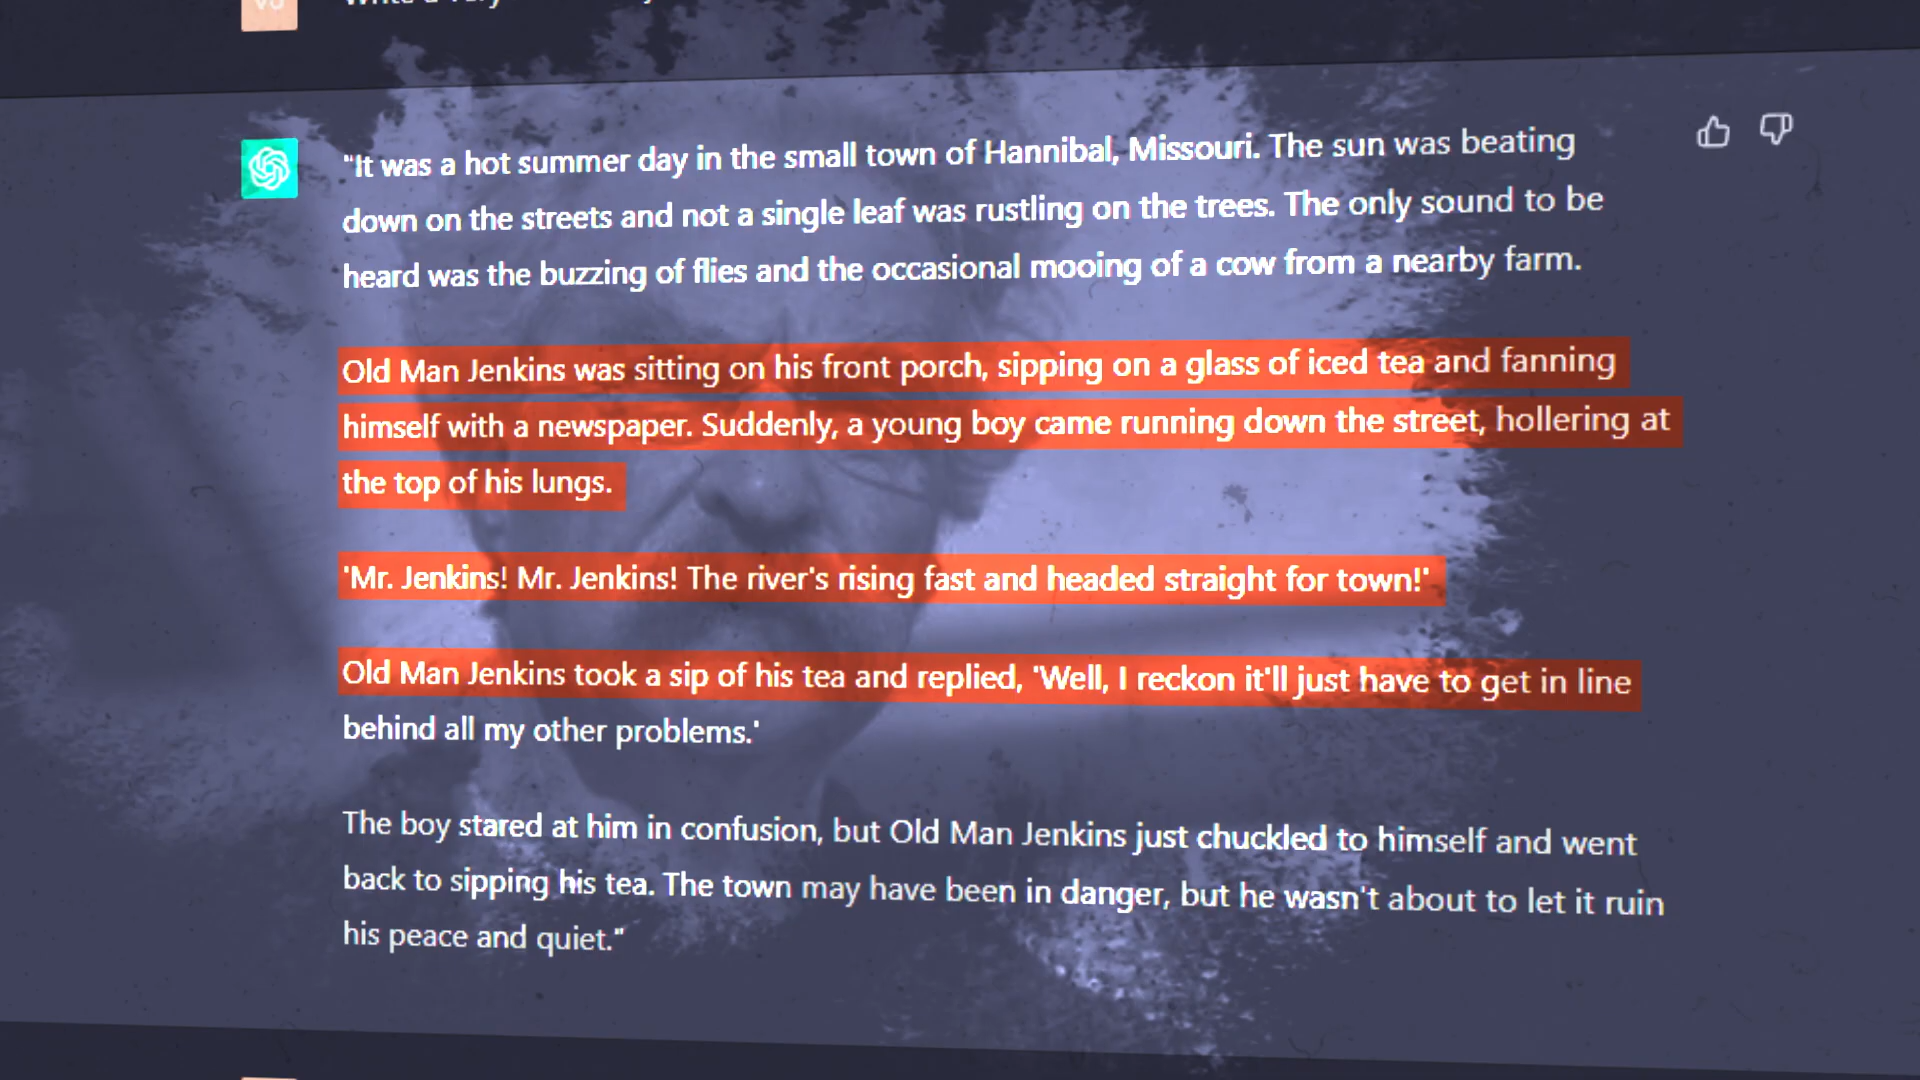 "It was a hot summer day in the small town of Hannibal, Missouri. The sun was beating
down on the streets and not a single leaf was rustling on the trees. The only sound to be
heard was the buzzing of flies and the occasional mooing of a cow from a nearby farm.
Old Man Jenkins was sitting on his front porch, sipping on a glass of iced tea and fanning
himself with a newspaper. Suddenly, a young boy came running down the street, hollering at
the top of his lungs.
'Mr. Jenkins! Mr. Jenkins! The river's rising fast and headed straight for town!'
Old Man Jenkins took a sip of his tea and replied, 'Well, I reckon it'll just have to get in line
behind all my other problems.'
The boy stared at him in confusion, but Old Man Jenkins just chuckled to himself and went
back to sipping his tea. The town may have been in danger, but he wasn't about to let it ruin
his peace and quiet."